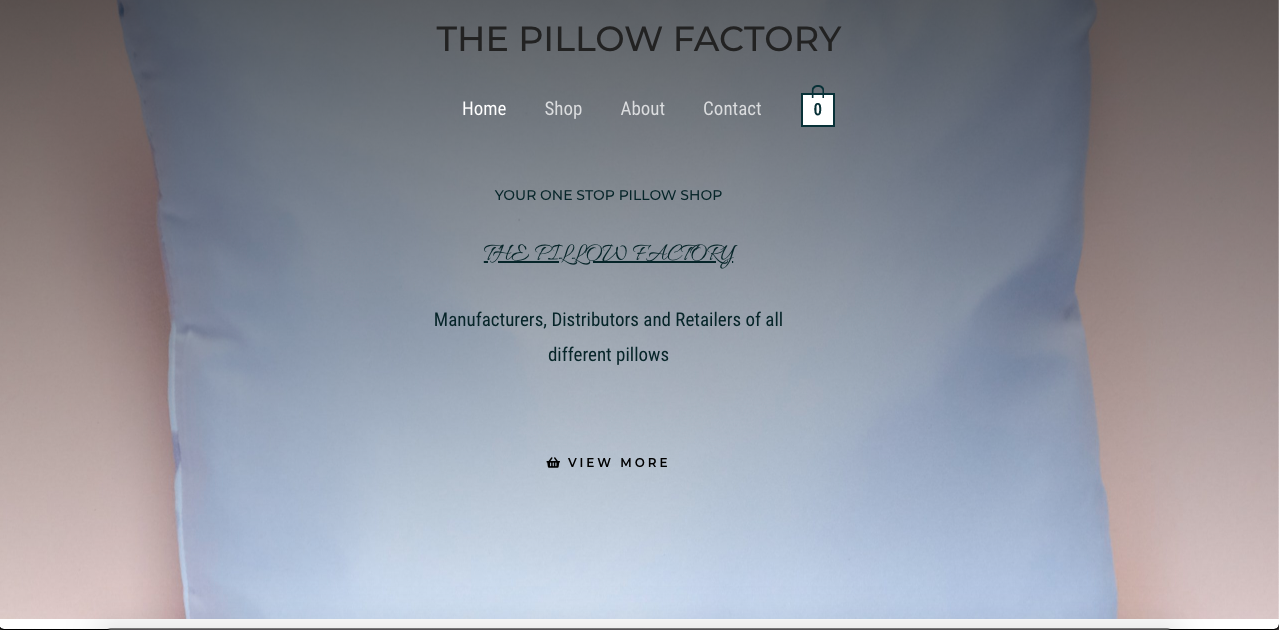 THE PILLOW FACTORY
Home Shop About Contact 0
YOUR ONE STOP PILLOW SHOP
THE PILLOW FACTORY
Manufacturers, Distributors and Retailers of all
different pillows
VIEW MORE